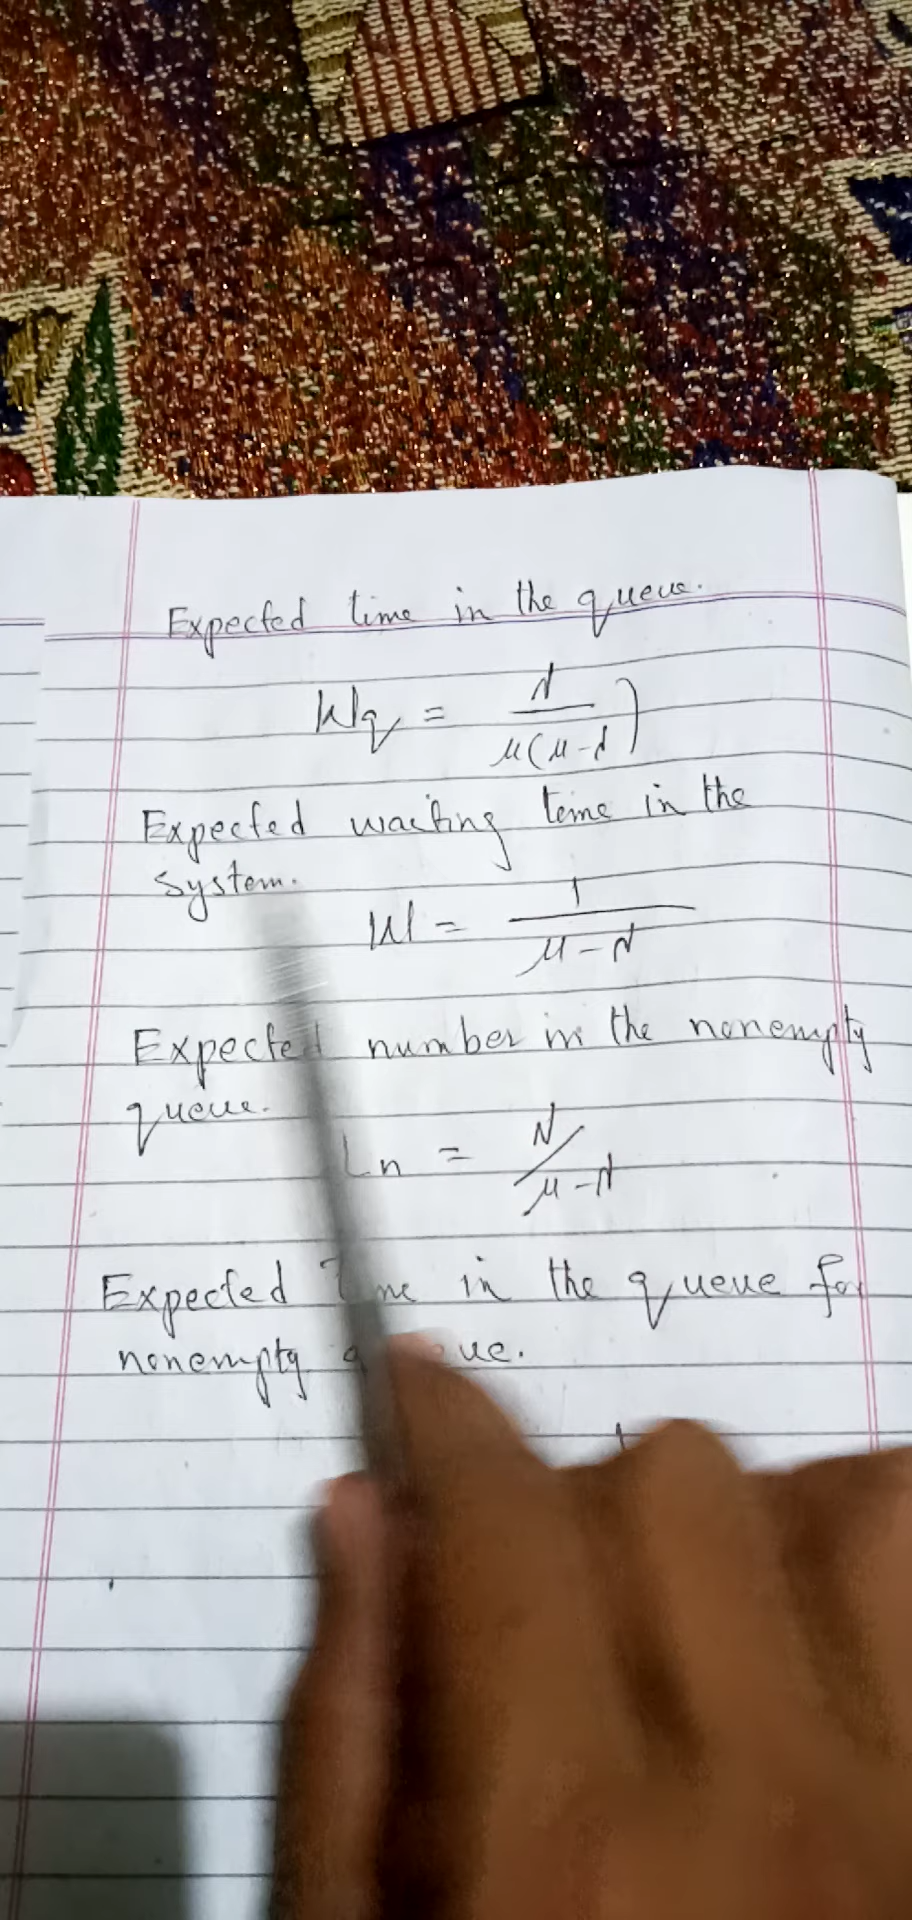 Expected time in the queue.
Wq = λ / μ(μ-λ)
Expected waiting time in the
system.
W = 1 / μ-λ
Expected number in the nonempty
queue.
Ln = λ / μ-λ
Expected in the queue for
nonempty